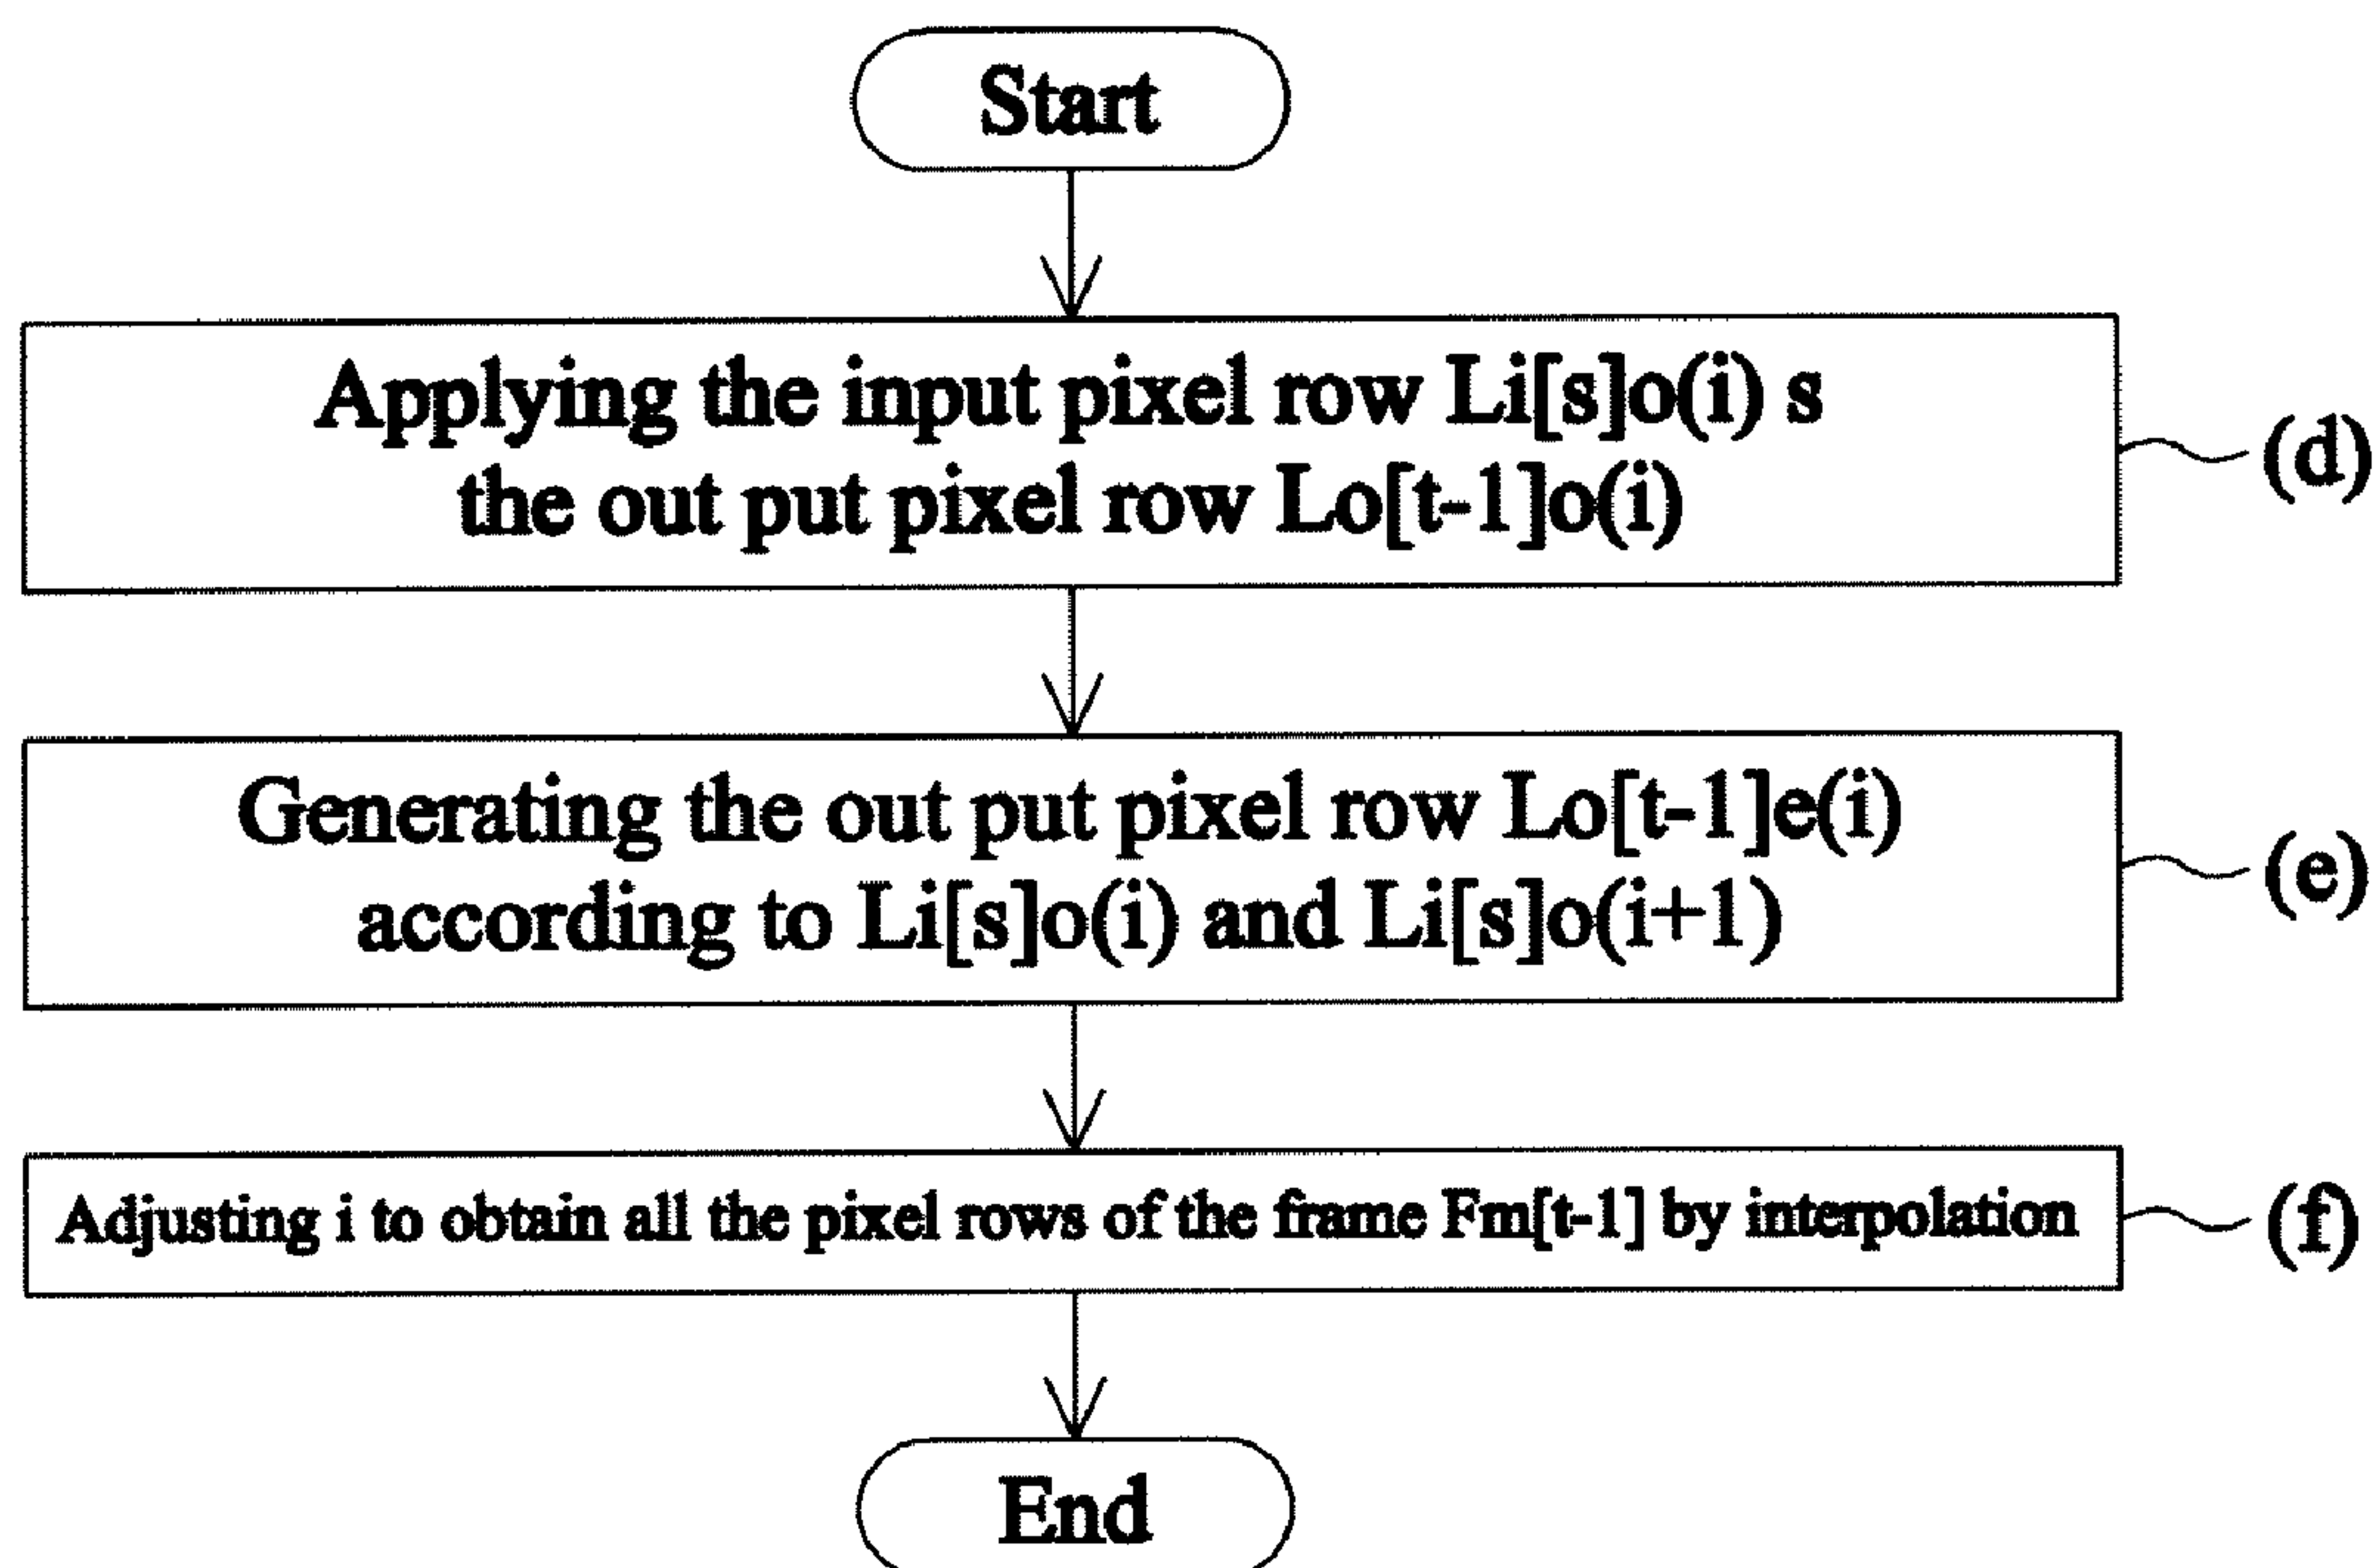 Start
Applying the input pixel row Li[s]o(i) s
the out put pixel row Lo[t-1]o(i)
(d)
Generating the out put pixel row Lo[t-1]e(i)
according to Li[s]o(i) and Li[s]o(i+1)
(e)
Adjusting i to obtain all the pixel rows of the frame Fm[t-1] by interpolation
(f)
End